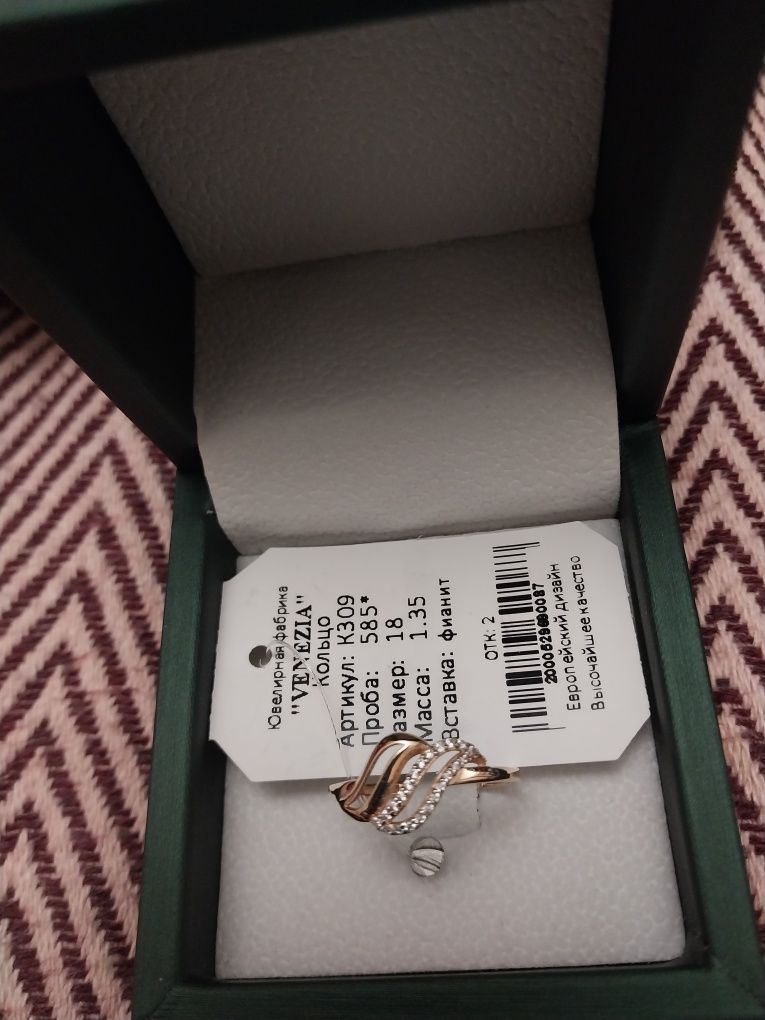 Ювелирная фабрика
"VENEZIA"
кольцо
Артикул: К309
Проба: 585*
азмер: 18
Масса: 1.35
Вставка: фианит
ОТК: 2
Европейский дизайн
Высочайшее качество